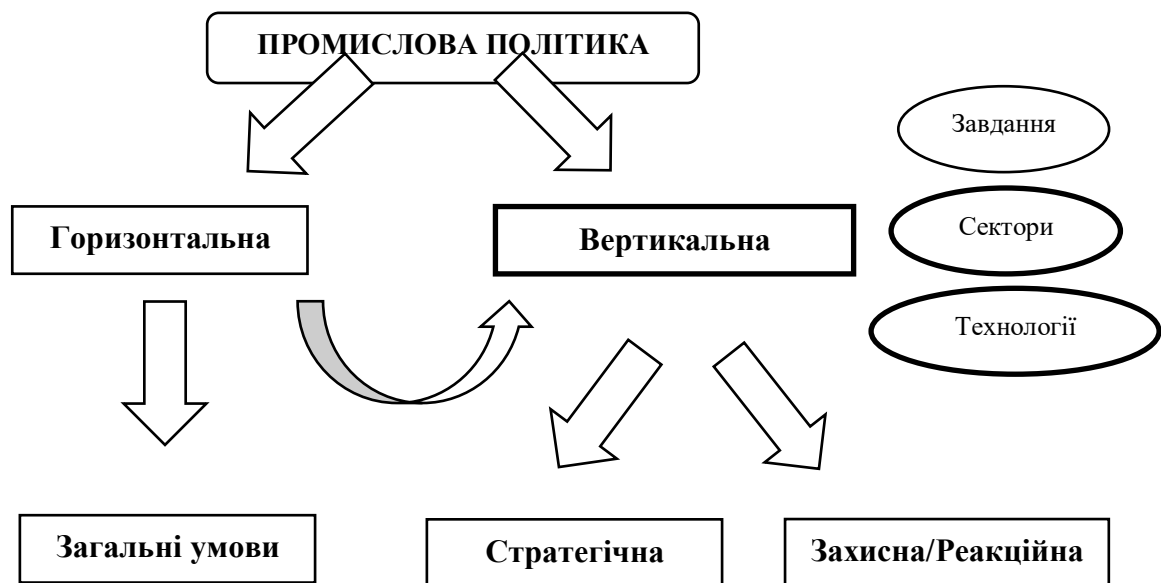 ПРОМИСЛОВА ПОЛІТИКА
Завдання
Горизонтальна
Вертикальна
Сектори
Технології
Загальні умови
Стратегічна
Захисна/Реакційна